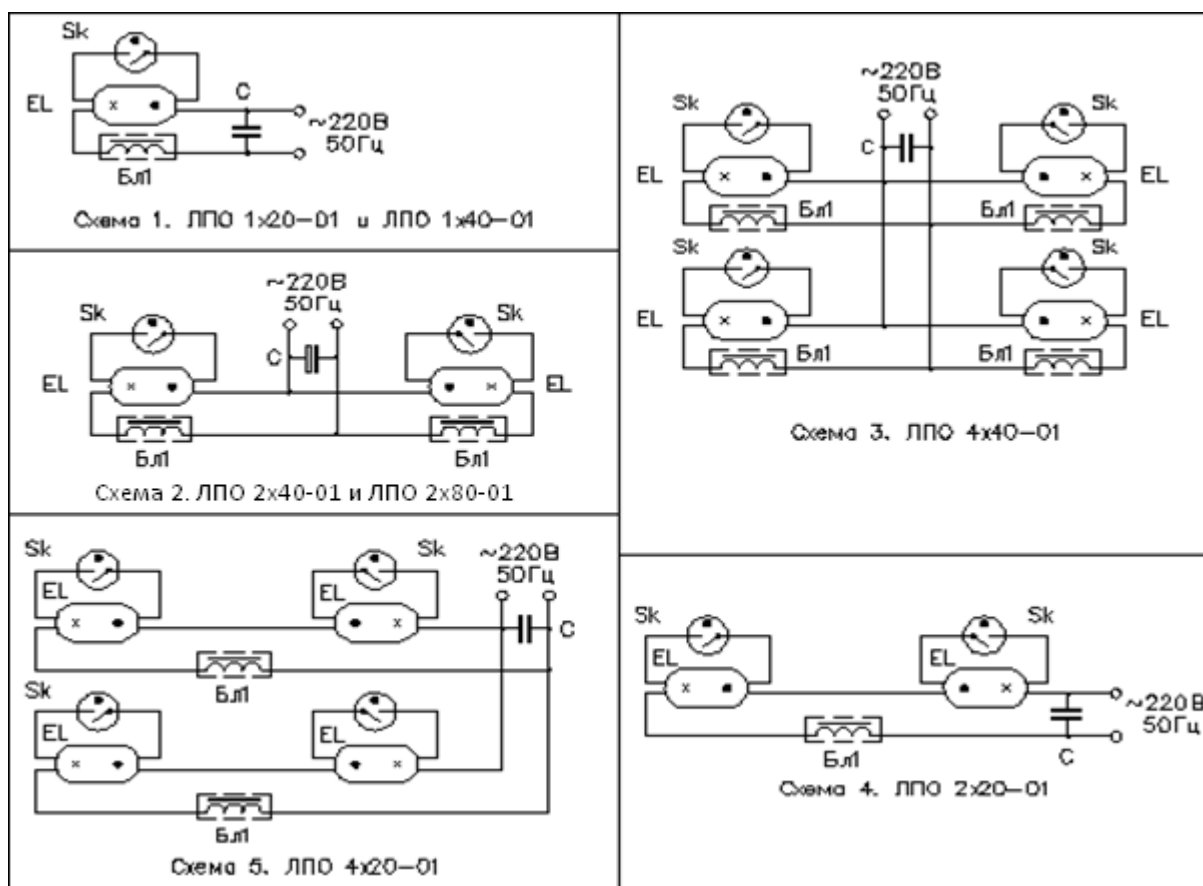 Sk
EL
C
~220В
50Гц
Бл1
Схема 1. ЛПО 1х20-01 и ЛПО 1х40-01
~220В
50Гц
Sk
Sk
C
EL
EL
Бл1
Бл1
Схема 2. ЛПО 2х40-01 и ЛПО 2х80-01
Sk
Sk
~220В
50Гц
EL
EL
C
Бл1
Sk
Sk
EL
EL
Бл1
Схема 5. ЛПО 4х20-01
~220В
50Гц
Sk
Sk
C
EL
EL
Бл1
Бл1
Sk
Sk
EL
EL
Бл1
Бл1
Схема 3. ЛПО 4х40-01
Sk
Sk
EL
EL
~220В
50Гц
Бл1
C
Схема 4. ЛПО 2х20-01